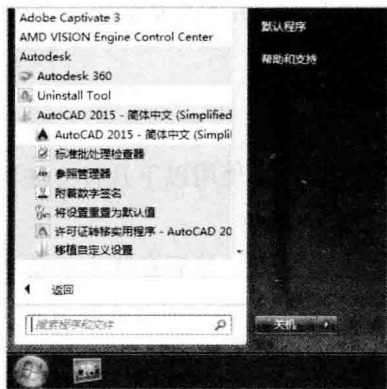 Adobe Captivate 3
AMD VISION Engine Control Center
Autodesk
Autodesk 360
Uninstall Tool
AutoCAD 2015 - 简体中文 (Simplified
AutoCAD 2015 - 简体中文 (Simplif
标准批处理检查器
参照管理器
附着数字签名
将设置重置为默认值
许可证转移实用程序 - AutoCAD 20
移植自定义设置
返回
搜索程序和文件
默认程序
帮助和支持
关机